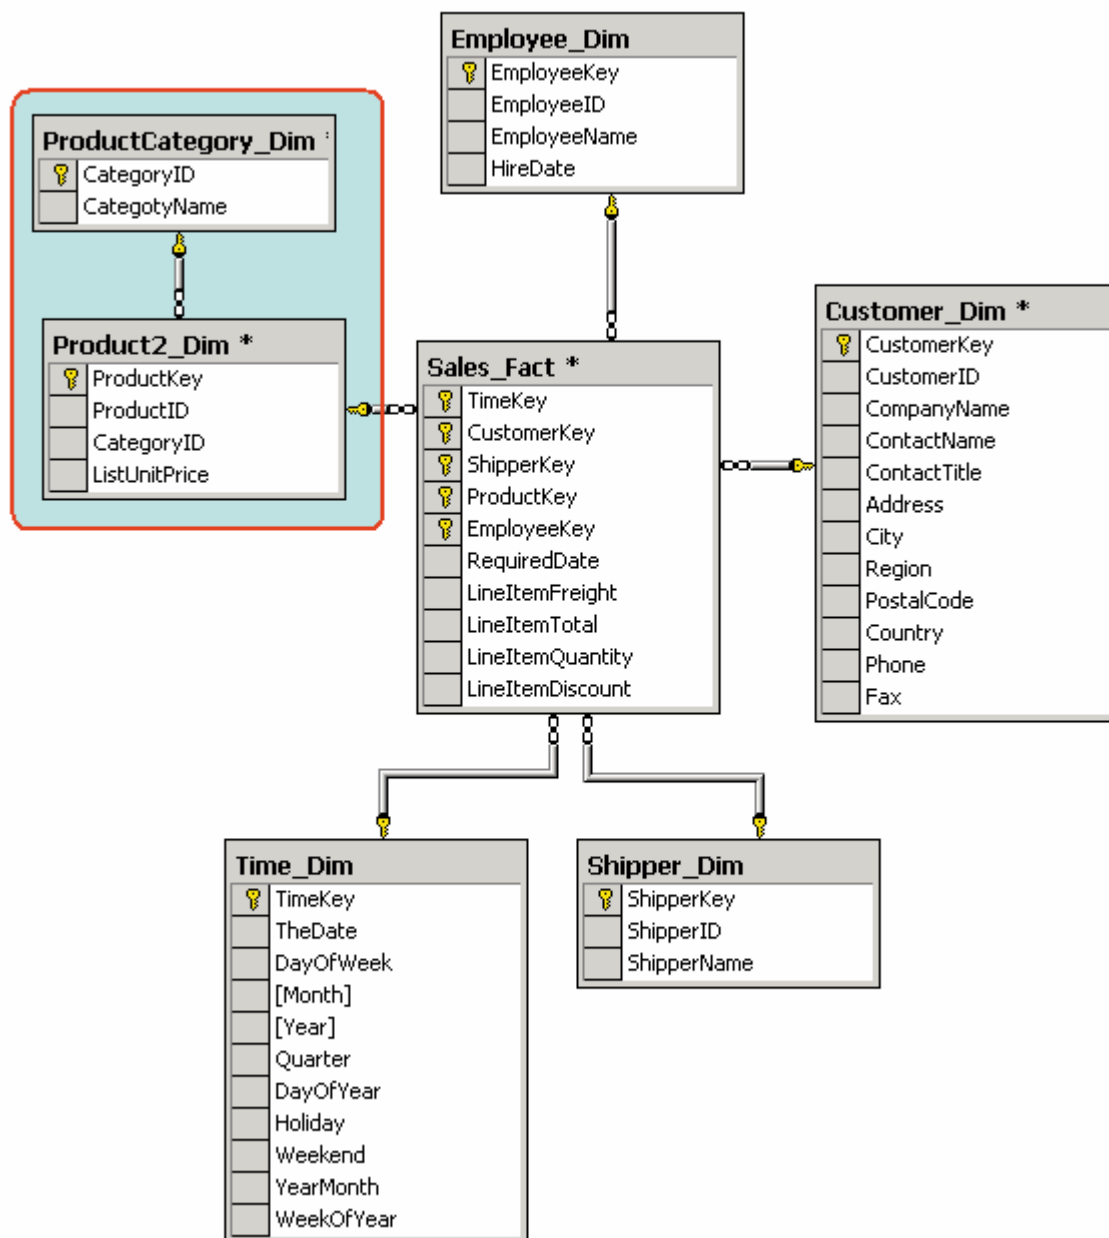 Employee_Dim
EmployeeKey
EmployeeID
EmployeeName
HireDate
ProductCategory_Dim *
CategoryID
CategotyName
Product2_Dim *
ProductKey
ProductID
CategoryID
ListUnitPrice
Sales_Fact *
TimeKey
CustomerKey
ShipperKey
ProductKey
EmployeeKey
RequiredDate
LineItemFreight
LineItemTotal
LineItemQuantity
LineItemDiscount
Customer_Dim *
CustomerKey
CustomerID
CompanyName
ContactName
ContactTitle
Address
City
Region
PostalCode
Country
Phone
Fax
Time_Dim
TimeKey
TheDate
DayOfWeek
[Month]
[Year]
Quarter
DayOfYear
Holiday
Weekend
YearMonth
WeekOfYear
Shipper_Dim
ShipperKey
ShipperID
ShipperName